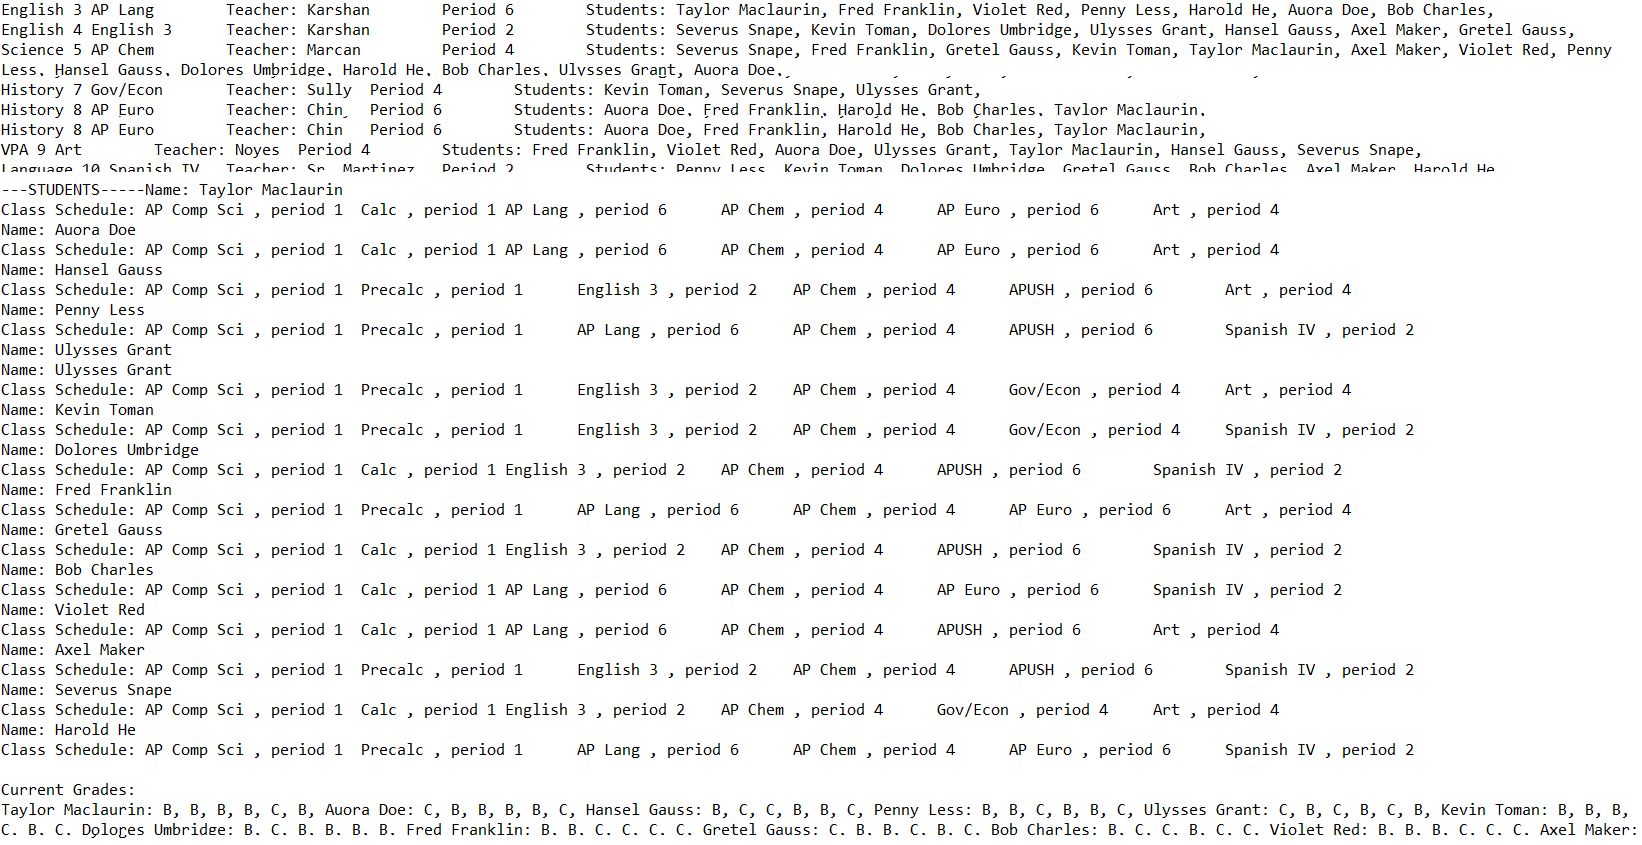 English 3 AP Lang Teacher: Karshan Period 6 Students: Taylor Maclaurin, Fred Franklin, Violet Red, Penny Less, Harold He, Auora Doe, Bob Charles,
English 4 English 3 Teacher: Karshan Period 2 Students: Severus Snape, Kevin Toman, Dolores Umbridge, Ulysses Grant, Hansel Gauss, Axel Maker, Gretel Gauss,
Science 5 AP Chem Teacher: Marcan Period 4 Students: Severus Snape, Fred Franklin, Gretel Gauss, Kevin Toman, Taylor Maclaurin, Axel Maker, Violet Red, Penny
Less, Hansel Gauss, Dolores Umbridge, Harold He, Bob Charles, Ulysses Grant, Auora Doe,
History 7 Gov/Econ Teacher: Sully Period 4 Students: Kevin Toman, Severus Snape, Ulysses Grant,
History 8 AP Euro Teacher: Chin Period 6 Students: Auora Doe, Fred Franklin, Harold He, Bob Charles, Taylor Maclaurin,
History 8 AP Euro Teacher: Chin Period 6 Students: Auora Doe, Fred Franklin, Harold He, Bob Charles, Taylor Maclaurin,
VPA 9 Art Teacher: Noyes Period 4 Students: Fred Franklin, Violet Red, Auora Doe, Ulysses Grant, Taylor Maclaurin, Hansel Gauss, Severus Snape,
Language 10 Spanish IV Teacher: Sr. Martinez Period 2 Students: Penny Less, Kevin Toman, Dolores Umbridge, Gretel Gauss, Bob Charles, Axel Maker, Harold He
---STUDENTS-----Name: Taylor Maclaurin
Class Schedule: AP Comp Sci , period 1 Calc , period 1 AP Lang , period 6 AP Chem , period 4 AP Euro , period 6 Art , period 4
Name: Auora Doe
Class Schedule: AP Comp Sci , period 1 Calc , period 1 AP Lang , period 6 AP Chem , period 4 AP Euro , period 6 Art , period 4
Name: Hansel Gauss
Class Schedule: AP Comp Sci , period 1 Precalc , period 1 English 3 , period 2 AP Chem , period 4 APUSH , period 6 Art , period 4
Name: Penny Less
Class Schedule: AP Comp Sci , period 1 Precalc , period 1 AP Lang , period 6 AP Chem , period 4 APUSH , period 6 Spanish IV , period 2
Name: Ulysses Grant
Name: Ulysses Grant
Class Schedule: AP Comp Sci , period 1 Precalc , period 1 English 3 , period 2 AP Chem , period 4 Gov/Econ , period 4 Art , period 4
Name: Kevin Toman
Class Schedule: AP Comp Sci , period 1 Precalc , period 1 English 3 , period 2 AP Chem , period 4 Gov/Econ , period 4 Spanish IV , period 2
Name: Dolores Umbridge
Class Schedule: AP Comp Sci , period 1 Calc , period 1 English 3 , period 2 AP Chem , period 4 APUSH , period 6 Spanish IV , period 2
Name: Fred Franklin
Class Schedule: AP Comp Sci , period 1 Precalc , period 1 AP Lang , period 6 AP Chem , period 4 AP Euro , period 6 Art , period 4
Name: Gretel Gauss
Class Schedule: AP Comp Sci , period 1 Calc , period 1 English 3 , period 2 AP Chem , period 4 APUSH , period 6 Spanish IV , period 2
Name: Bob Charles
Class Schedule: AP Comp Sci , period 1 Calc , period 1 AP Lang , period 6 AP Chem , period 4 AP Euro , period 6 Spanish IV , period 2
Name: Violet Red
Class Schedule: AP Comp Sci , period 1 Calc , period 1 AP Lang , period 6 AP Chem , period 4 APUSH , period 6 Art , period 4
Name: Axel Maker
Class Schedule: AP Comp Sci , period 1 Precalc , period 1 English 3 , period 2 AP Chem , period 4 APUSH , period 6 Spanish IV , period 2
Name: Severus Snape
Class Schedule: AP Comp Sci , period 1 Calc , period 1 English 3 , period 2 AP Chem , period 4 Gov/Econ , period 4 Art , period 4
Name: Harold He
Class Schedule: AP Comp Sci , period 1 Precalc , period 1 AP Lang , period 6 AP Chem , period 4 AP Euro , period 6 Spanish IV , period 2
Current Grades:
Taylor Maclaurin: B, B, B, B, C, B, Auora Doe: C, B, B, B, B, C, Hansel Gauss: B, C, C, B, B, C, Penny Less: B, B, C, B, B, C, Ulysses Grant: C, B, C, B, C, B, Kevin Toman: B, B, B,
C, B, C, Dolores Umbridge: B, C, B, B, B, B, Fred Franklin: B, B, C, C, C, C, Gretel Gauss: C, B, B, C, B, C, Bob Charles: B, C, C, B, C, C, Violet Red: B, B, B, C, C, C, Axel Maker: